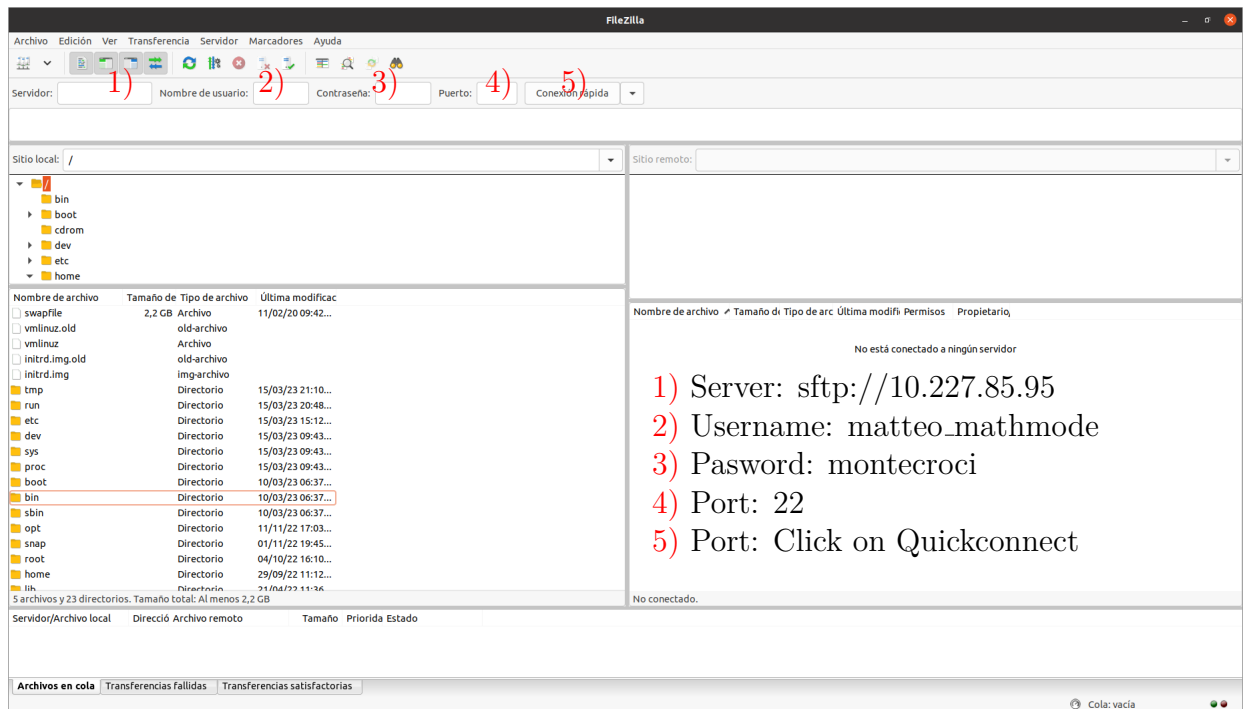 FileZilla
Archivo Edición Ver Transferencia Servidor Marcadores Ayuda
1) 2) 3) 4) 5)
Servidor: Nombre de usuario: Contraseña: Puerto: Conexión rápida
Sitio local: /
Sitio remoto:
/
bin
boot
cdrom
dev
etc
home
Nombre de archivo Tamaño de Tipo de archivo Última modificac
swapfile 2,2 GB Archivo 11/02/20 09:42...
vmlinuz.old old-archivo
vmlinuz Archivo
initrd.img.old old-archivo
initrd.img img-archivo
tmp Directorio 15/03/23 21:10...
run Directorio 15/03/23 20:48...
etc Directorio 15/03/23 15:12...
dev Directorio 15/03/23 09:43...
sys Directorio 15/03/23 09:43...
proc Directorio 15/03/23 09:43...
boot Directorio 10/03/23 06:37...
bin Directorio 10/03/23 06:37...
sbin Directorio 10/03/23 06:37...
opt Directorio 11/11/22 17:03...
snap Directorio 01/11/22 19:45...
root Directorio 04/10/22 16:10...
home Directorio 29/09/22 11:12...
lib Directorio 21/04/22 11:36
5 archivos y 23 directorios. Tamaño total: Al menos 2,2 GB
Nombre de archivo Tamaño de Tipo de arc Última modifi Permisos Propietario
No está conectado a ningún servidor
1) Server: sftp://10.227.85.95
2) Username: matteo_mathmode
3) Pasword: montecroci
4) Port: 22
5) Port: Click on Quickconnect
No conectado.
Servidor/Archivo local Direcció Archivo remoto Tamaño Priorida Estado
Archivos en cola Transferencias fallidas Transferencias satisfactorias
Cola: vacía